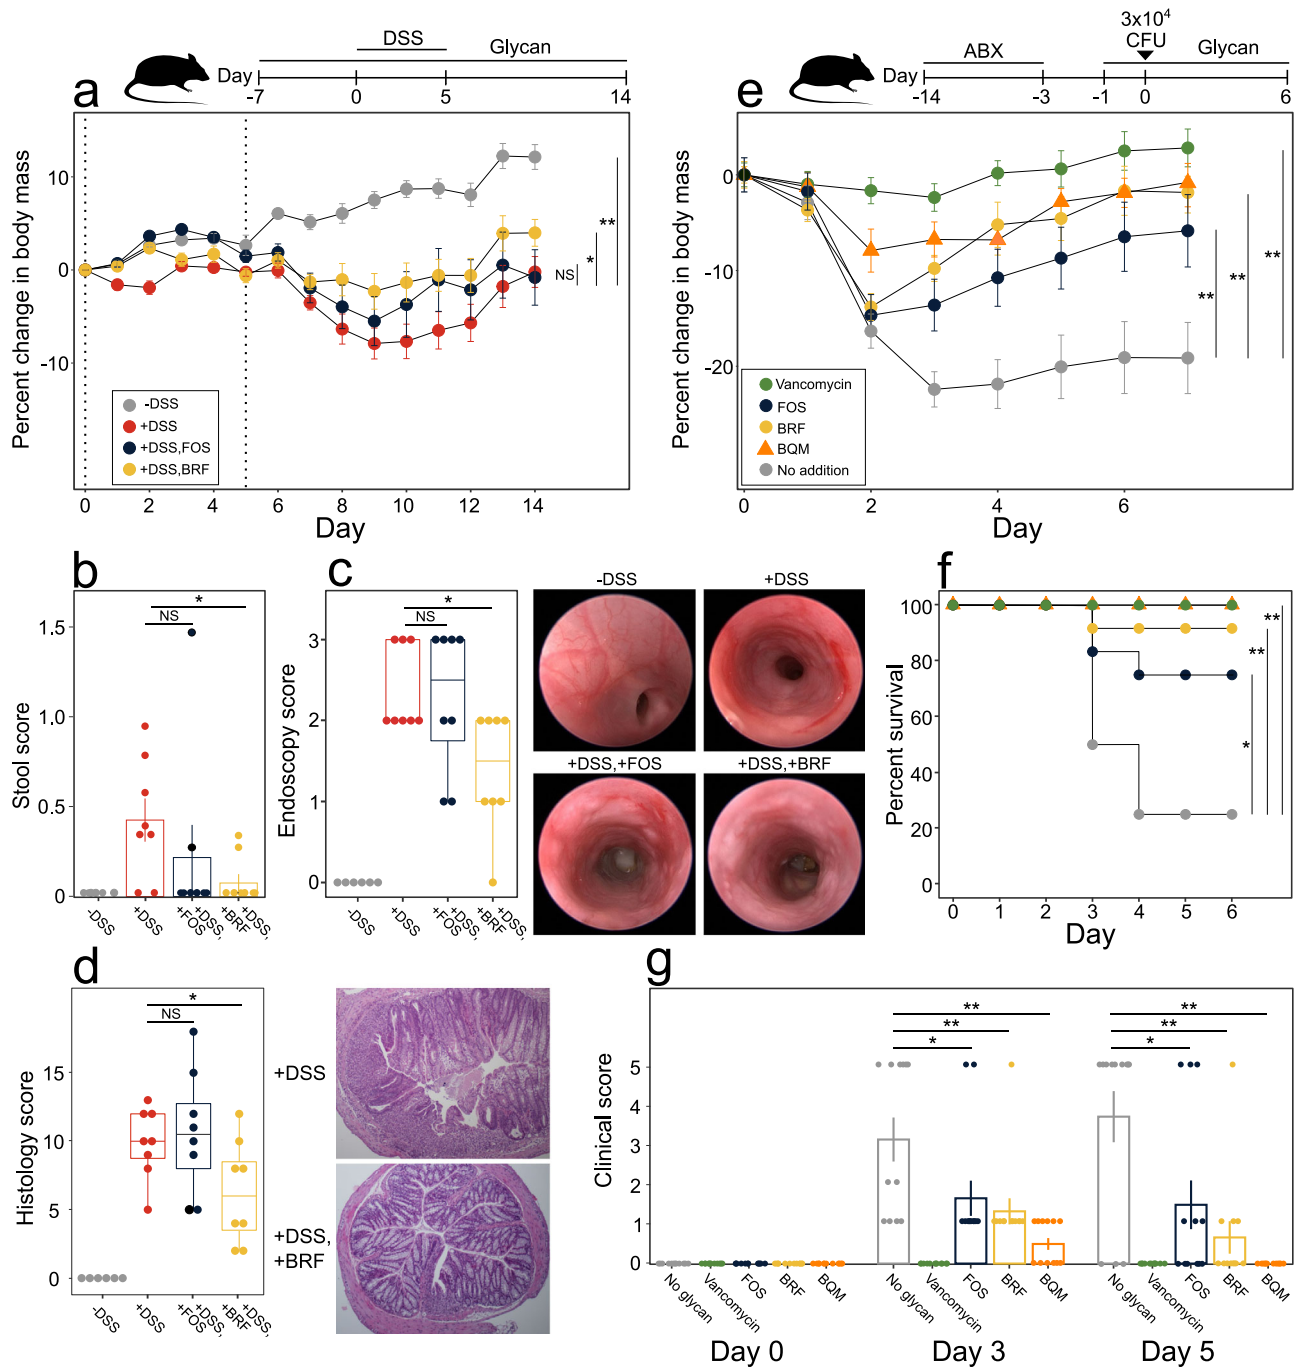 DSS
Glycan
Day
-7
0
5
14
a
Percent change in body mass
10
0
-10
**
*
NS
-DSS
+DSS
+DSS,FOS
+DSS,BRF
0 2 4 6 8 10 12 14
Day
3x10⁴
CFU
ABX
Glycan
Day
-14
-3
-1
0
6
e
Percent change in body mass
0
-10
-20
**
**
**
Vancomycin
FOS
BRF
BQM
No addition
0 2 4 6
Day
b
Stool score
1.5
1.0
0.5
0
*
NS
-DSS
+DSS
+DSS,
+FOS
+DSS,
+BRF
c
Endoscopy score
3
2
1
0
*
NS
-DSS
+DSS
+DSS,
+FOS
+DSS,
+BRF
-DSS
+DSS
+DSS,+FOS
+DSS,+BRF
f
Percent survival
100
80
60
40
20
0
**
**
*
0 1 2 3 4 5 6
Day
d
Histology score
15
10
5
0
*
NS
-DSS
+DSS
+DSS,
+FOS
+DSS,
+BRF
+DSS
+DSS,
+BRF
g
Clinical score
5
4
3
2
1
0
**
**
*
**
**
*
No glycan
Vancomycin
FOS
BRF
BQM
No glycan
Vancomycin
FOS
BRF
BQM
No glycan
Vancomycin
FOS
BRF
BQM
Day 0
Day 3
Day 5